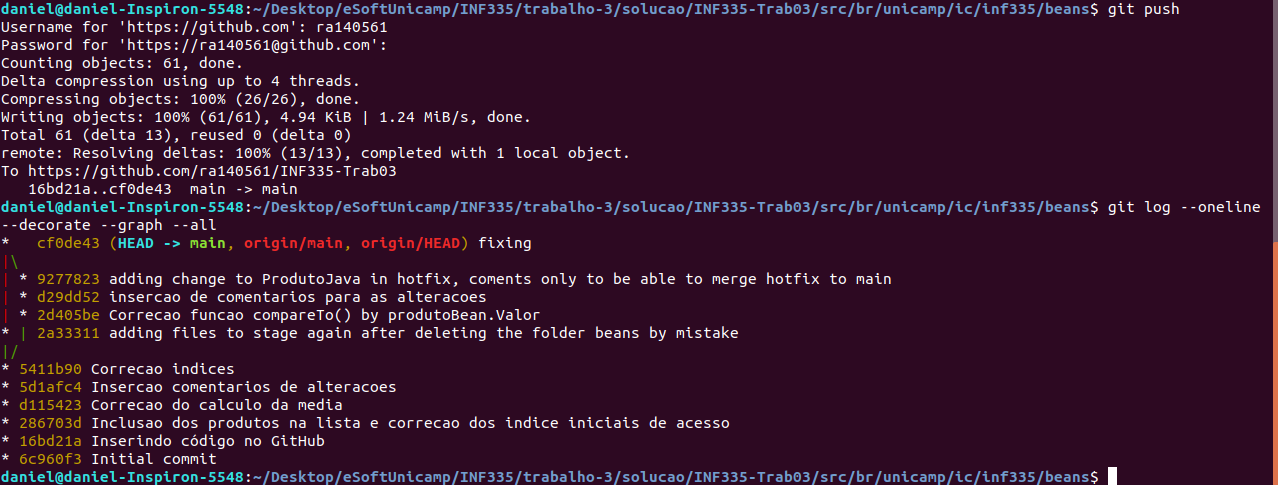 daniel@daniel-Inspiron-5548:~/Desktop/eSoftUnicamp/INF335/trabalho-3/solucao/INF335-Trab03/src/br/unicamp/ic/inf335/beans$ git push
Username for 'https://github.com': ra140561
Password for 'https://ra140561@github.com':
Counting objects: 61, done.
Delta compression using up to 4 threads.
Compressing objects: 100% (26/26), done.
Writing objects: 100% (61/61), 4.94 KiB | 1.24 MiB/s, done.
Total 61 (delta 13), reused 0 (delta 0)
remote: Resolving deltas: 100% (13/13), completed with 1 local object.
To https://github.com/ra140561/INF335-Trab03
   16bd21a..cf0de43  main -> main
daniel@daniel-Inspiron-5548:~/Desktop/eSoftUnicamp/INF335/trabalho-3/solucao/INF335-Trab03/src/br/unicamp/ic/inf335/beans$ git log --oneline
--decorate --graph --all
*   cf0de43 (HEAD -> main, origin/main, origin/HEAD) fixing
|\
| * 9277823 adding change to ProdutoJava in hotfix, coments only to be able to merge hotfix to main
| * d29dd52 insercao de comentarios para as alteracoes
| * 2d405be Correcao funcao compareTo() by produtoBean.Valor
* | 2a33311 adding files to stage again after deleting the folder beans by mistake
|/
* 5411b90 Correcao indices
* 5d1afc4 Insercao comentarios de alteracoes
* d115423 Correcao do calculo da media
* 286703d Inclusao dos produtos na lista e correcao dos indice iniciais de acesso
* 16bd21a Inserindo código no GitHub
* 6c960f3 Initial commit
daniel@daniel-Inspiron-5548:~/Desktop/eSoftUnicamp/INF335/trabalho-3/solucao/INF335-Trab03/src/br/unicamp/ic/inf335/beans$